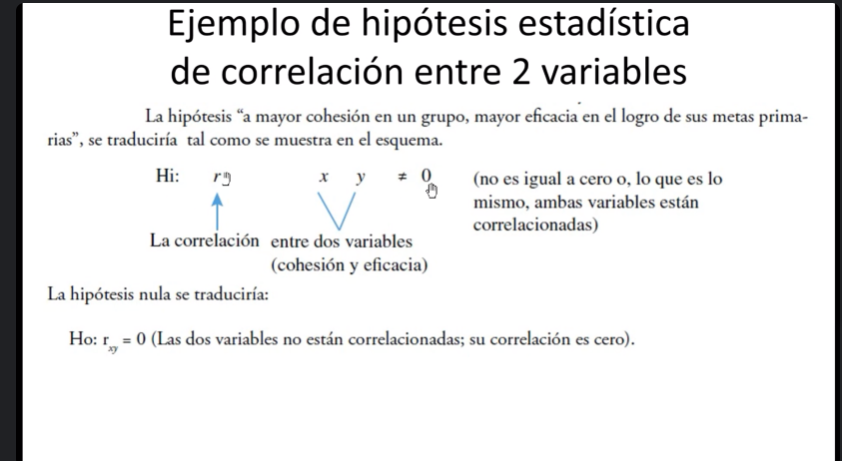 Ejemplo de hipótesis estadística
de correlación entre 2 variables
La hipótesis “a mayor cohesión en un grupo, mayor eficacia en el logro de sus metas prima-
rias”, se traduciría tal como se muestra en el esquema.
Hi: r x y ≠ 0 (no es igual a cero o, lo que es lo
mismo, ambas variables están
correlacionadas)
La correlación entre dos variables
(cohesión y eficacia)
La hipótesis nula se traduciría:
Ho: r xy = 0 (Las dos variables no están correlacionadas; su correlación es cero).